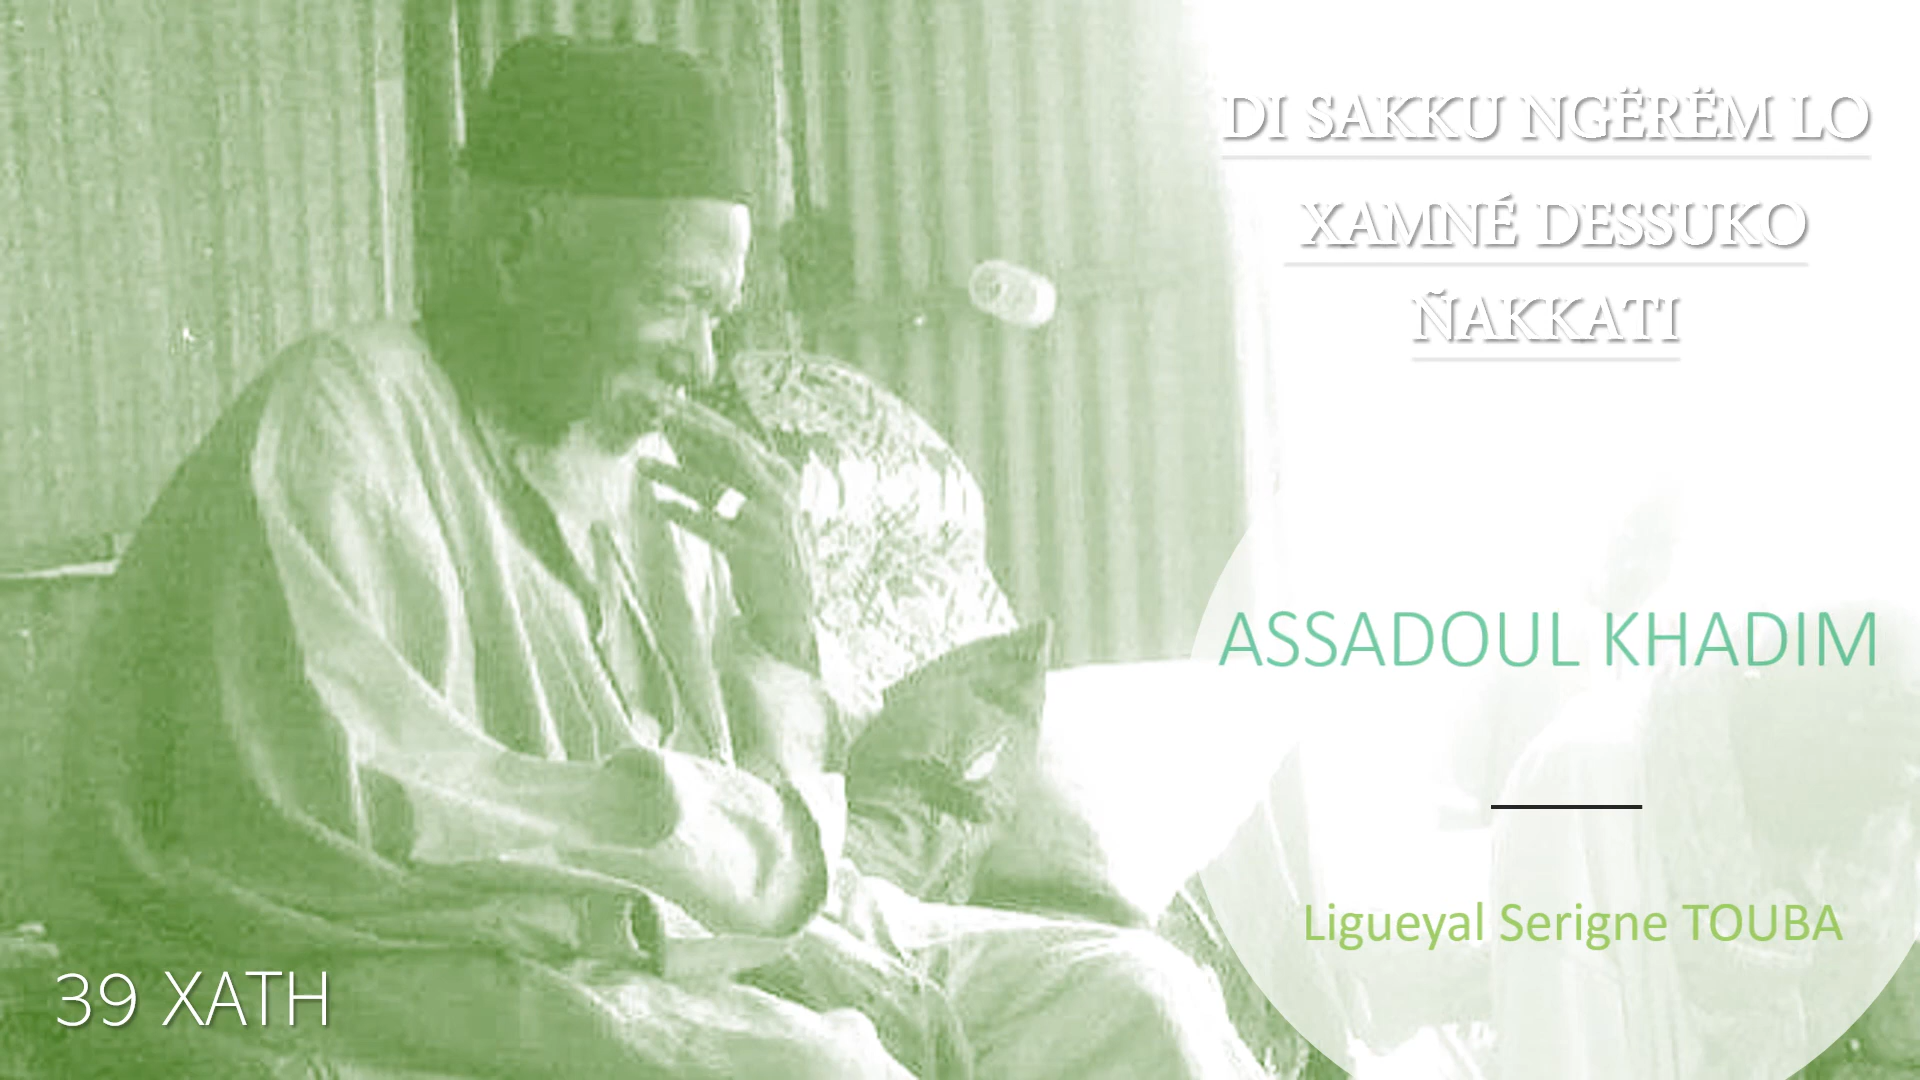 DI SAKKU NGËRËM LO
XAMNÉ DESSUKO
ÑAKKATI
ASSADOUL KHADIM
Ligueyal Serigne TOUBA
39 XATH